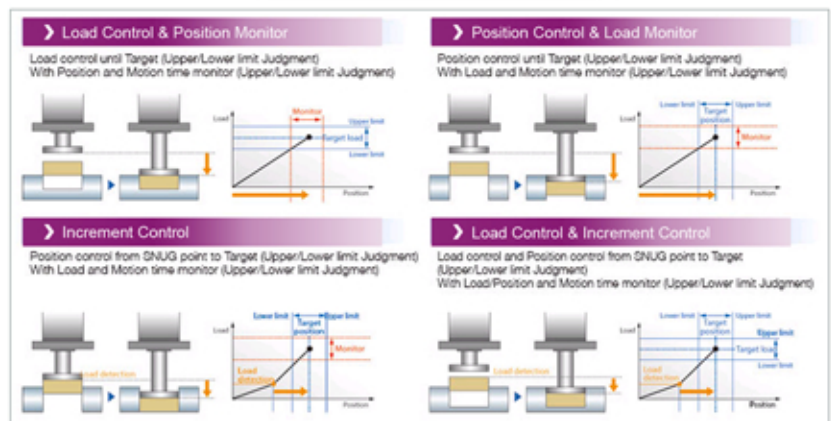 Load Control & Position Monitor
Load control until Target (Upper/Lower limit Judgment)
With Position and Motion time monitor (Upper/Lower limit Judgment)
Load
Monitor
Upper limit
Target load
Lower limit
Position
Position Control & Load Monitor
Position control until Target (Upper/Lower limit Judgment)
With Load and Motion time monitor (Upper/Lower limit Judgment)
Lower limit
Upper limit
Target
position
Load
Monitor
Position
Increment Control
Position control from SNUG point to Target (Upper/Lower limit Judgment)
With Load and Motion time monitor (Upper/Lower limit Judgment)
Load detection
Lower limit
Upper limit
Target
position
Load
Monitor
Load
detection
Position
Load Control & Increment Control
Load control and Position control from SNUG point to Target
(Upper/Lower limit Judgment)
With Load/Position and Motion time monitor (Upper/Lower limit Judgment)
Load detection
Lower limit
Upper limit
Target
position
Load
Upper limit
Target load
Lower limit
Load
detection
Position